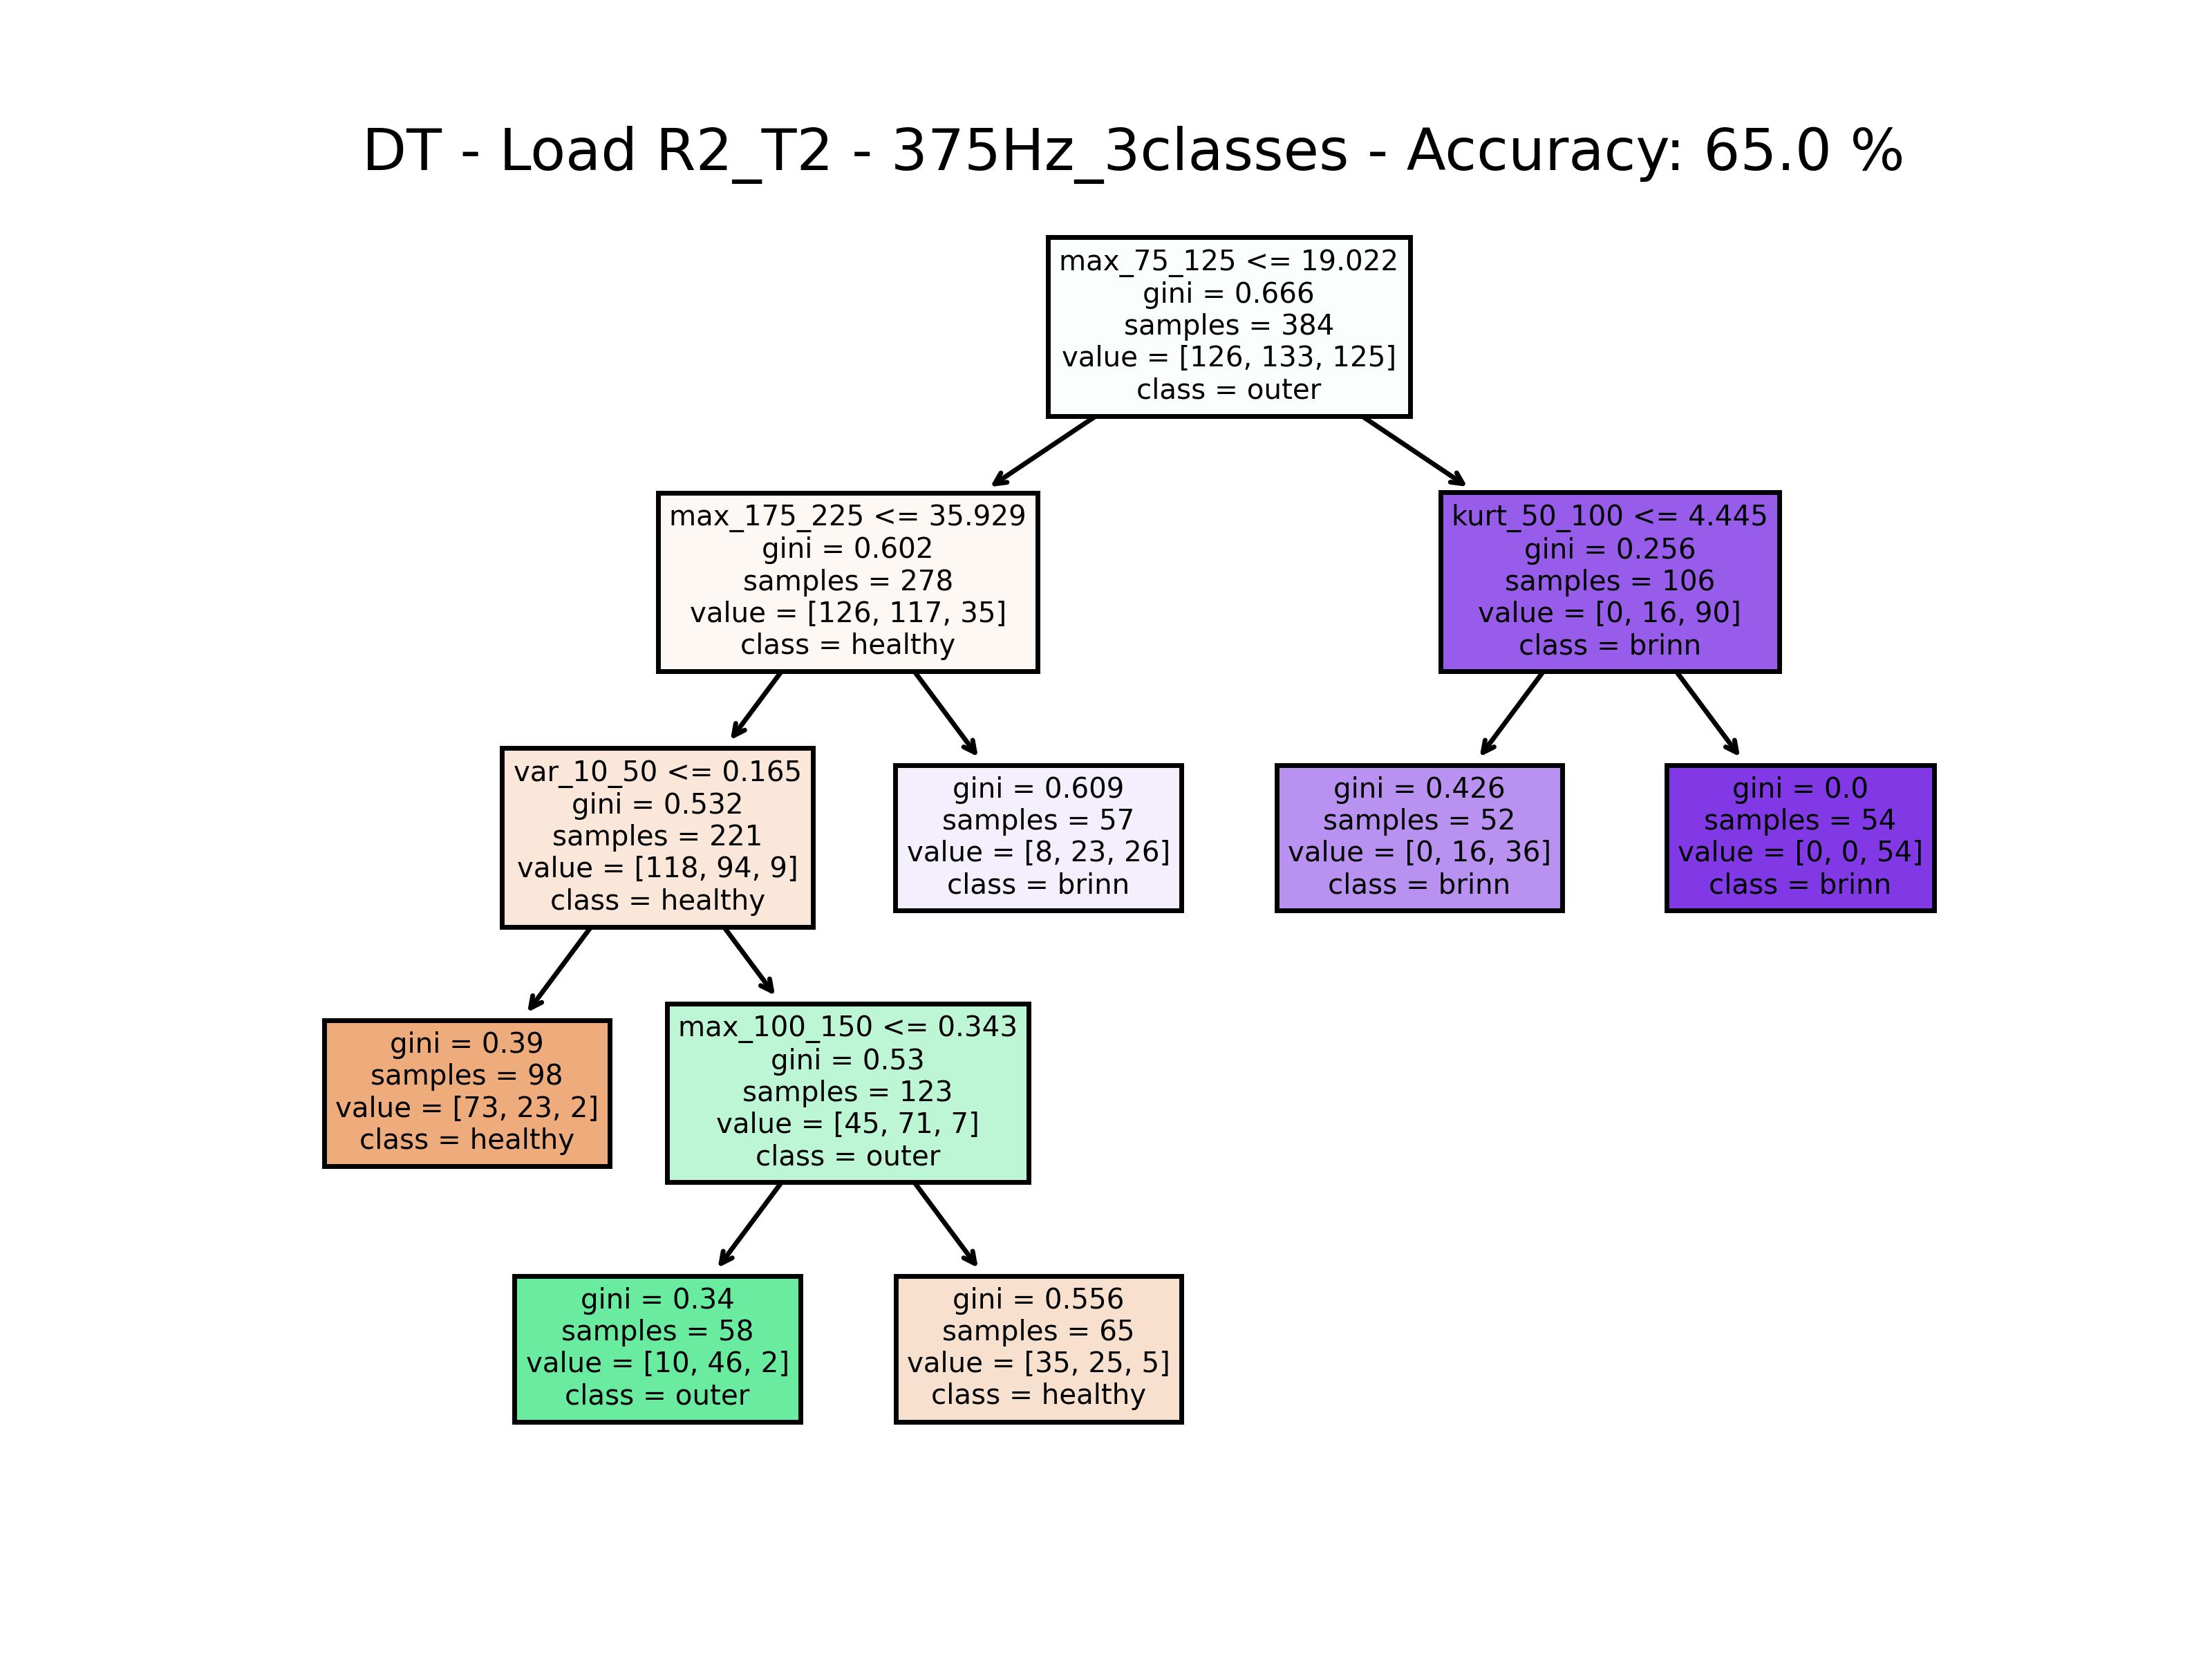 DT - Load R2_T2 - 375Hz_3classes - Accuracy: 65.0 %
max_75_125 <= 19.022
gini = 0.666
samples = 384
value = [126, 133, 125]
class = outer
max_175_225 <= 35.929
gini = 0.602
samples = 278
value = [126, 117, 35]
class = healthy
kurt_50_100 <= 4.445
gini = 0.256
samples = 106
value = [0, 16, 90]
class = brinn
var_10_50 <= 0.165
gini = 0.532
samples = 221
value = [118, 94, 9]
class = healthy
gini = 0.609
samples = 57
value = [8, 23, 26]
class = brinn
gini = 0.426
samples = 52
value = [0, 16, 36]
class = brinn
gini = 0.0
samples = 54
value = [0, 0, 54]
class = brinn
gini = 0.39
samples = 98
value = [73, 23, 2]
class = healthy
max_100_150 <= 0.343
gini = 0.53
samples = 123
value = [45, 71, 7]
class = outer
gini = 0.34
samples = 58
value = [10, 46, 2]
class = outer
gini = 0.556
samples = 65
value = [35, 25, 5]
class = healthy